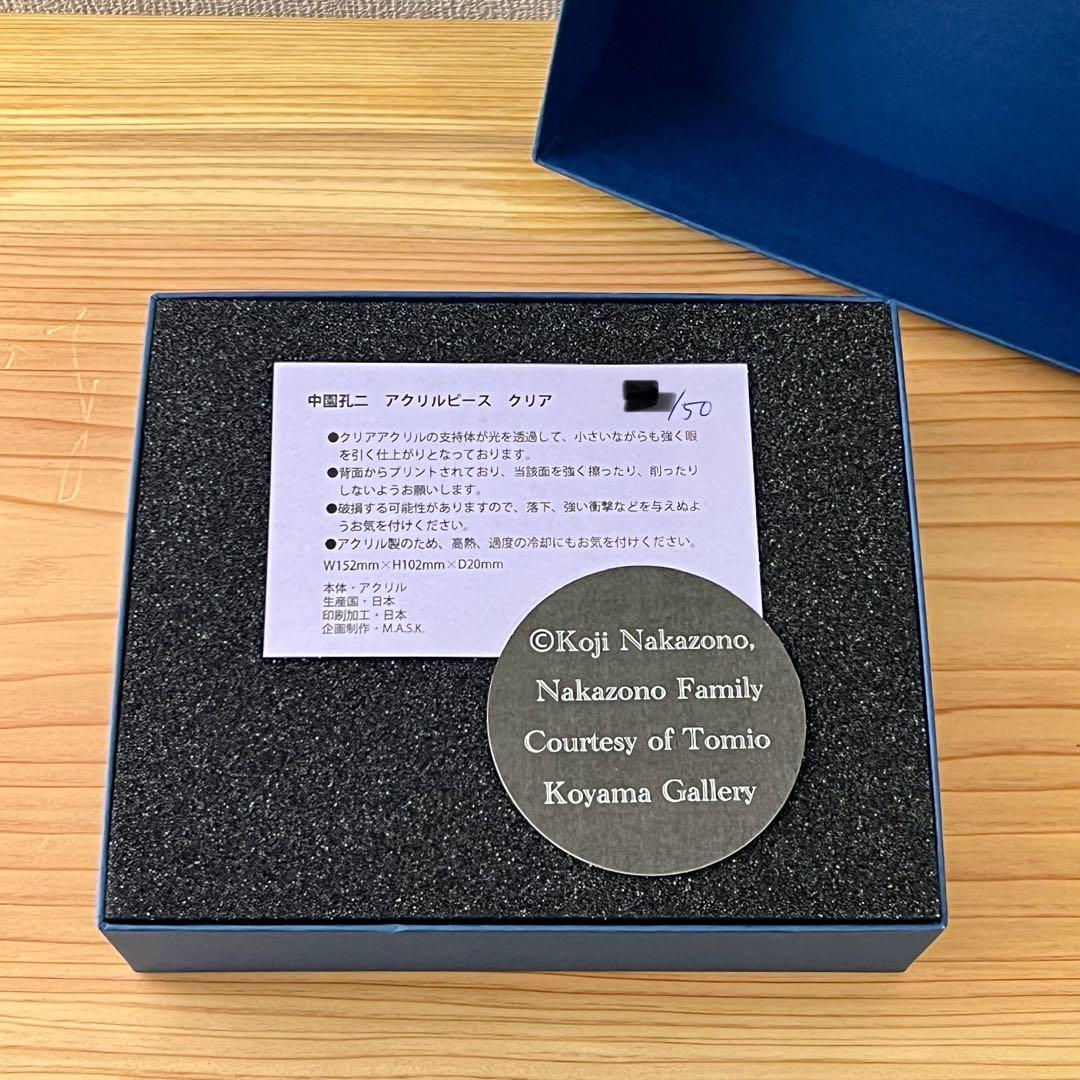 中園孔二　アクリルピース　クリア
/50
●クリアアクリルの支持体が光を透過して、小さいながらも強く眼
を引く仕上がりとなっております。
●背面からプリントされており、当該面を強く擦ったり、削ったり
しないようお願いします。
●破損する可能性がありますので、落下、強い衝撃などを与えぬよ
うお気を付けください。
●アクリル製のため、高熱、過度の冷却にもお気を付けください。
W152mm×H102mm×D20mm
本体・アクリル
生産国・日本
印刷加工・日本
企画制作・M.A.S.K.
©Koji Nakazono,
Nakazono Family
Courtesy of Tomio
Koyama Gallery